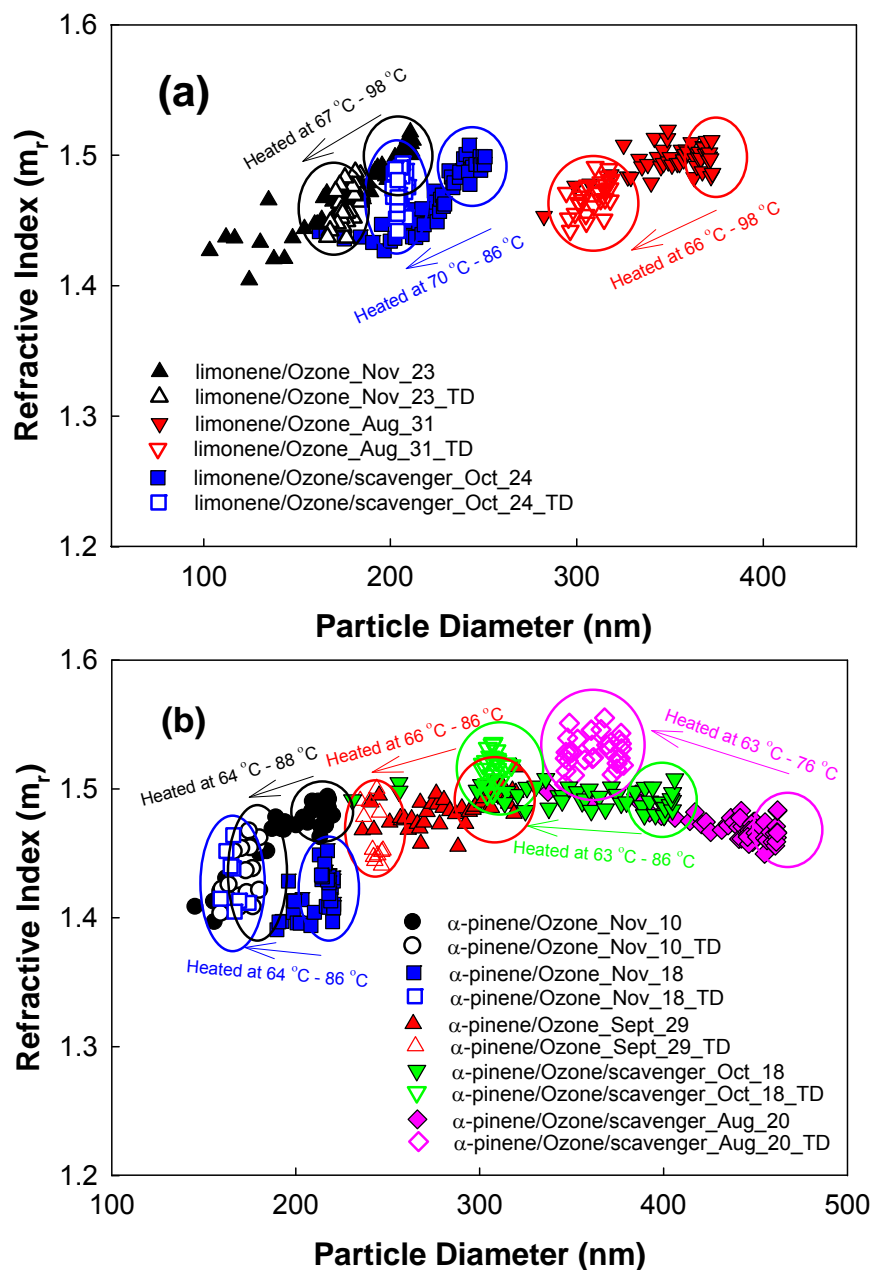 1.6
(a)
Heated at 67 °C - 98 °C
1.5
Heated at 70 °C - 86 °C
Heated at 66 °C - 98 °C
Refractive Index (mr)
1.4
limonene/Ozone_Nov_23
limonene/Ozone_Nov_23_TD
1.3
limonene/Ozone_Aug_31
limonene/Ozone_Aug_31_TD
limonene/Ozone/scavenger_Oct_24
limonene/Ozone/scavenger_Oct_24_TD
1.2
100 200 300 400
Particle Diameter (nm)
1.6
(b)
Heated at 64 °C - 88 °C
Heated at 66 °C - 86 °C
Heated at 63 °C - 76 °C
1.5
Heated at 63 °C - 86 °C
Refractive Index (mr)
1.4
Heated at 64 °C - 86 °C
α-pinene/Ozone_Nov_10
α-pinene/Ozone_Nov_10_TD
α-pinene/Ozone_Nov_18
α-pinene/Ozone_Nov_18_TD
1.3
α-pinene/Ozone_Sept_29
α-pinene/Ozone_Sept_29_TD
α-pinene/Ozone/scavenger_Oct_18
α-pinene/Ozone/scavenger_Oct_18_TD
α-pinene/Ozone/scavenger_Aug_20
α-pinene/Ozone/scavenger_Aug_20_TD
1.2
100 200 300 400 500
Particle Diameter (nm)